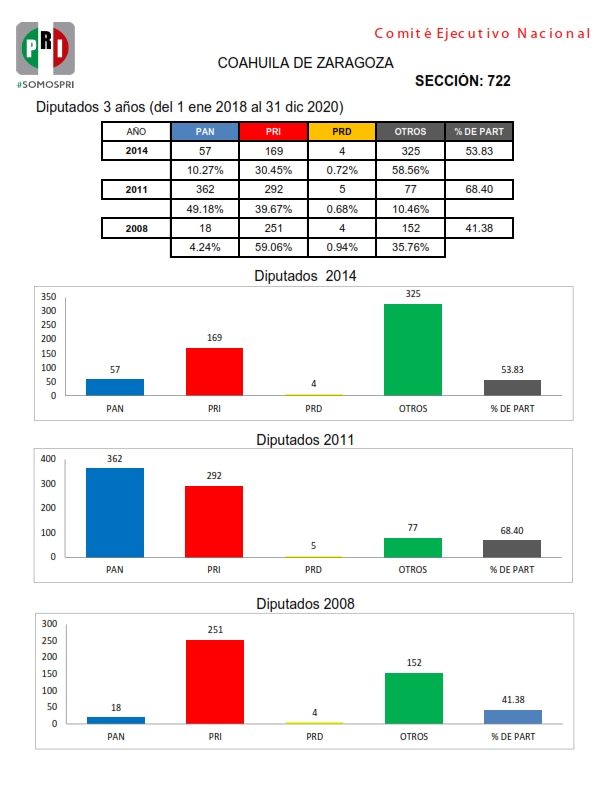 Comité Ejecutivo Nacional
PRI
#SOMOSPRI
COAHUILA DE ZARAGOZA
SECCIÓN: 722
Diputados 3 años (del 1 ene 2018 al 31 dic 2020)
AÑO PAN PRI PRD OTROS % DE PART
2014 57 169 4 325 53.83
10.27% 30.45% 0.72% 58.56%
2011 362 292 5 77 68.40
49.18% 39.67% 0.68% 10.46%
2008 18 251 4 152 41.38
4.24% 59.06% 0.94% 35.76%
Diputados 2014
350
300
250
200
150
100
50
0
57 169 4 325 53.83
PAN PRI PRD OTROS % DE PART
Diputados 2011
400
300
200
100
0
362 292 5 77 68.40
PAN PRI PRD OTROS % DE PART
Diputados 2008
300
250
200
150
100
50
0
18 251 4 152 41.38
PAN PRI PRD OTROS % DE PART